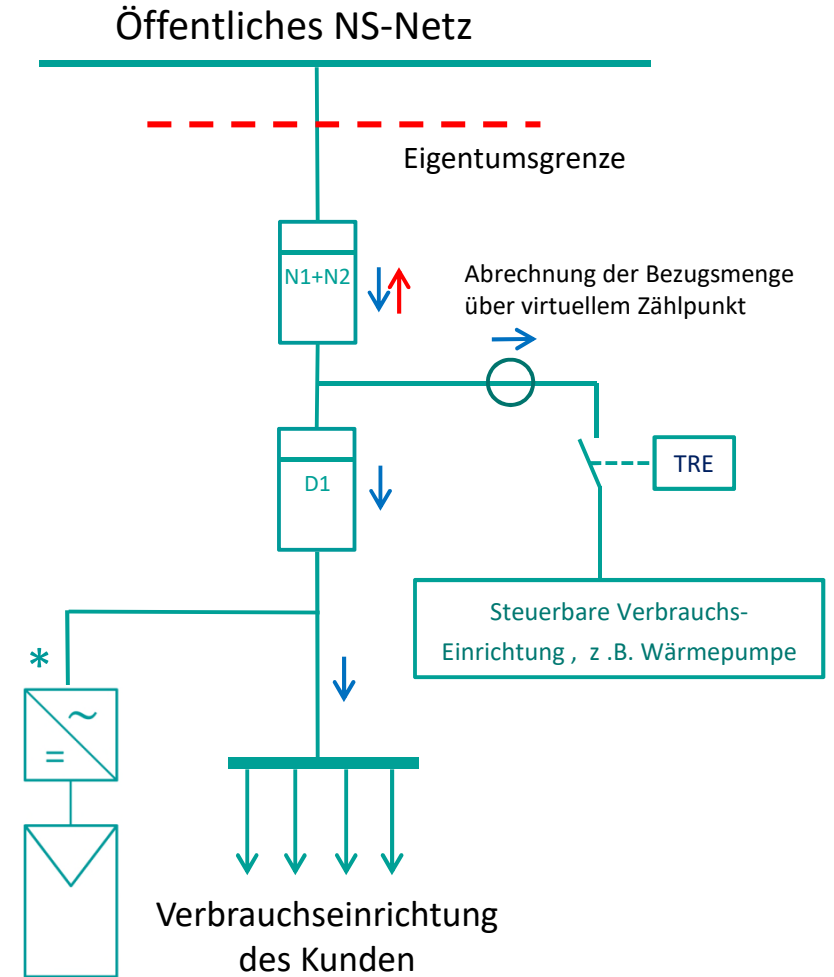 Öffentliches NS-Netz
Eigentumsgrenze
N1+N2
Abrechnung der Bezugsmenge
über virtuellem Zählpunkt
D1
TRE
Steuerbare Verbrauchs-
Einrichtung , z .B. Wärmepumpe
*
~
=
Verbrauchseinrichtung
des Kunden